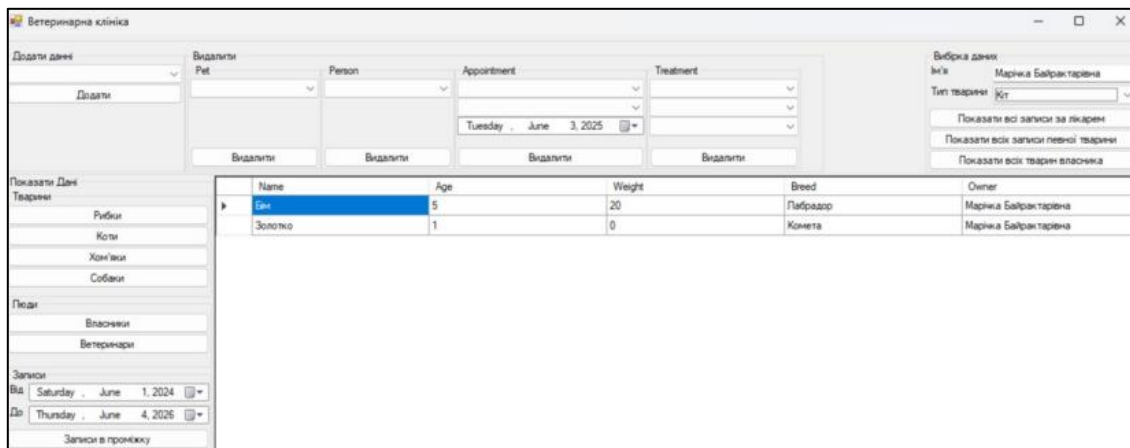 Ветеринарна клініка
Додати данні
Додати
Видалити
Pet
Person
Appointment
Treatment
Tuesday , June 3, 2025
Видалити
Видалити
Видалити
Видалити
Вибірка даних
Ім'я Марічка Байрактарівна
Тип тварини Кіт
Показати всі записи за лікарем
Показати всіх записи певної тварини
Показати всіх тварин власника
Показати Дані
Тварини
Рибки
Коти
Хом'яки
Собаки
Люди
Власники
Ветеринари
Записи
Від Saturday , June 1, 2024
До Thursday , June 4, 2026
Записи в проміжку
Name Age Weight Breed Owner
Бім 5 20 Лабрадор Марічка Байрактарівна
Золотко 1 0 Комета Марічка Байрактарівна